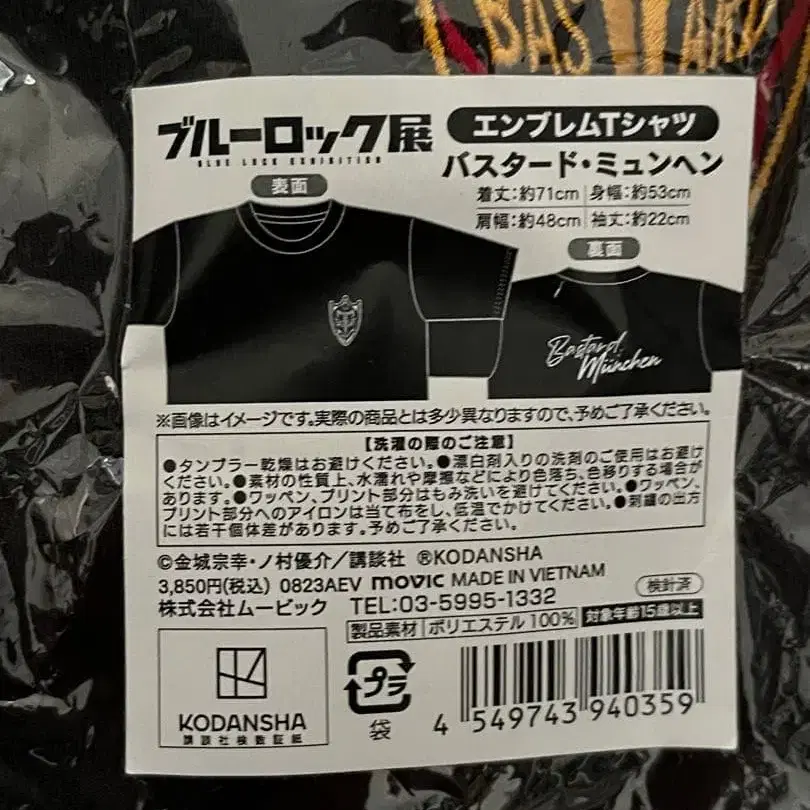 BASTARD
ブルーロック展
BLUE LOCK EXHIBITION
エンブレムTシャツ
バスタード・ミュンヘン
着丈:約71cm 身幅:約53cm
肩幅:約48cm 袖丈:約22cm
表面
裏面
Bastard
München
※画像はイメージです。実際の商品とは多少異なりますので、予めご了承ください。
【洗濯の際のご注意】
●タンブラー乾燥はお避けください。●漂白剤入りの洗剤のご使用はお避け
ください。●素材の性質上、水濡れや摩擦などにより色落ち、色移りする場合が
あります。●ワッペン、プリント部分はもみ洗いを避けてください。●ワッペン、
プリント部分へのアイロンは当て布をし、低温でかけてください。●刺繍の出方
には若干個体差があります。予めご了承ください。
©金城宗幸・ノ村優介/講談社 ®KODANSHA
3,850円(税込) 0823AEV movic MADE IN VIETNAM
検針済
株式会社ムービック TEL:03-5995-1332
製品素材 ポリエステル100%
対象年齢15歳以上
KODANSHA
講談社検数証紙
プラ
袋
4 549743 940359